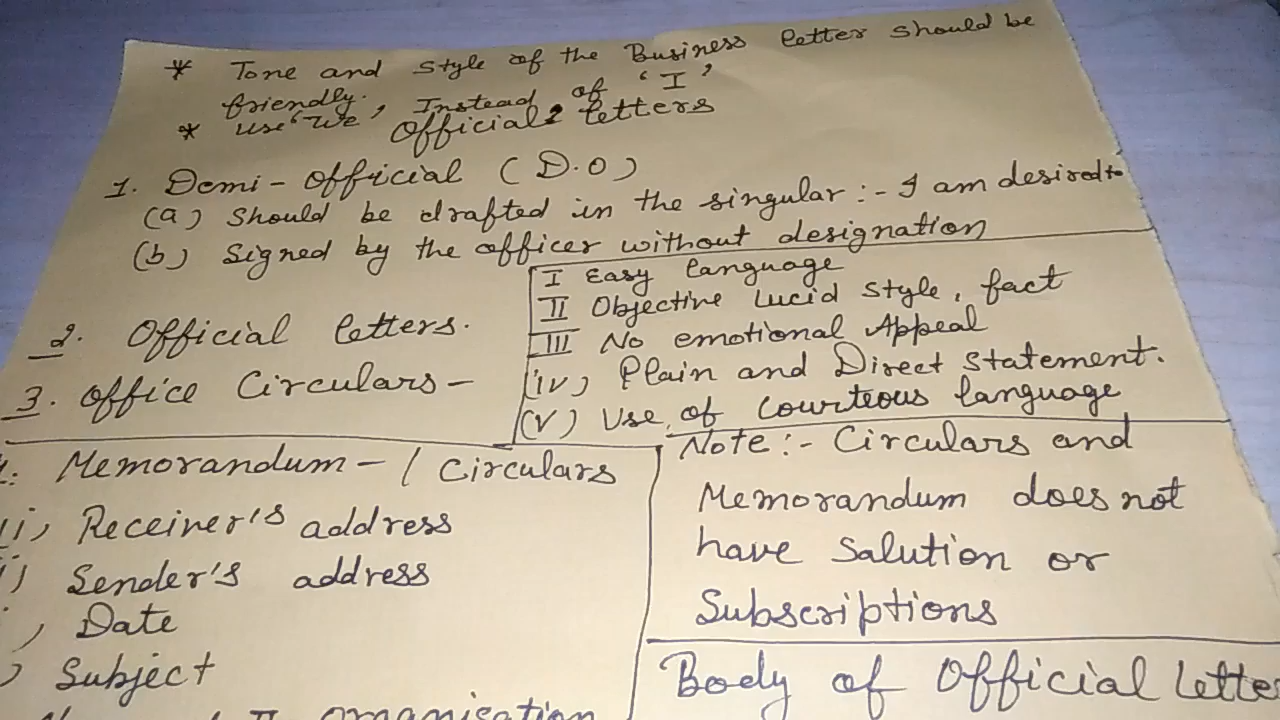 * Tone and style of the Business letter should be
friendly.
* Use 'We', Instead of 'I'
Official letters
1. Demi-official (D.O)
(a) Should be drafted in the singular :- I am desired to
(b) Signed by the officer without designation
2. Official letters.
3. Office Circulars-
I Easy language
II Objective Lucid style, fact
III No emotional Appeal
(iv) Plain and Direct statement.
(v) Use of Courteous language
4. Memorandum - / Circulars
i) Receiver's address
Sender's address
Date
Subject
organisation
Note :- Circulars and
Memorandum does not
have Salution or
Subscriptions
Body of Official Lette